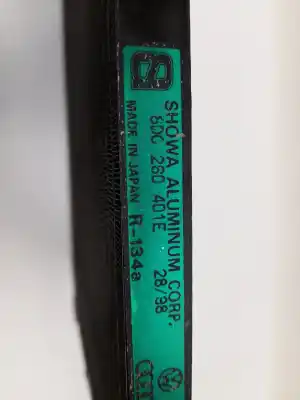 SHOWA ALUMINUM CORP.
6DC 260 401E 28/98
MADE IN JAPAN R-134a